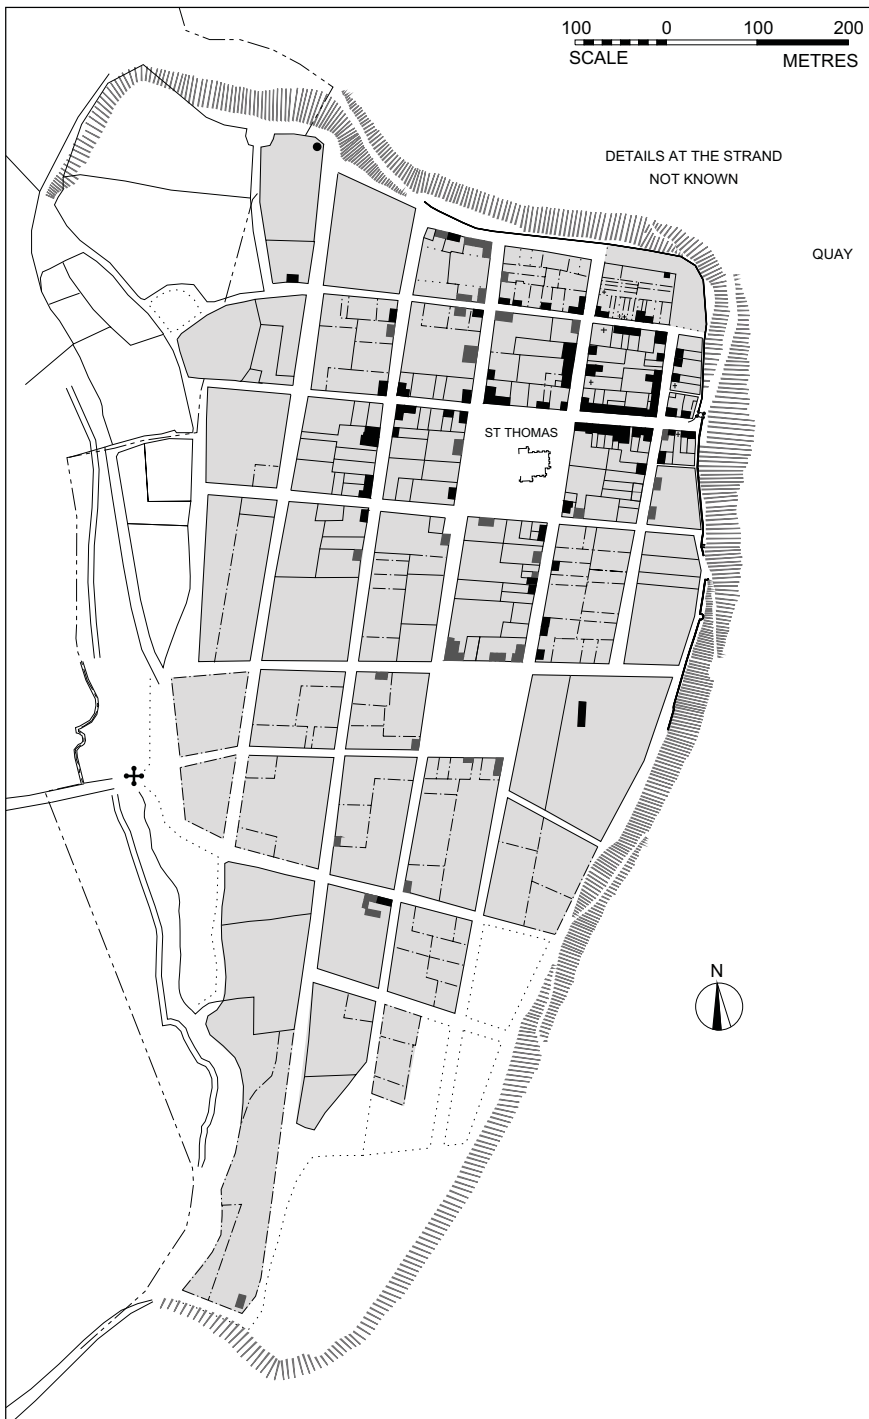 100 0 100 200
SCALE METRES
DETAILS AT THE STRAND
NOT KNOWN
QUAY
ST THOMAS
N